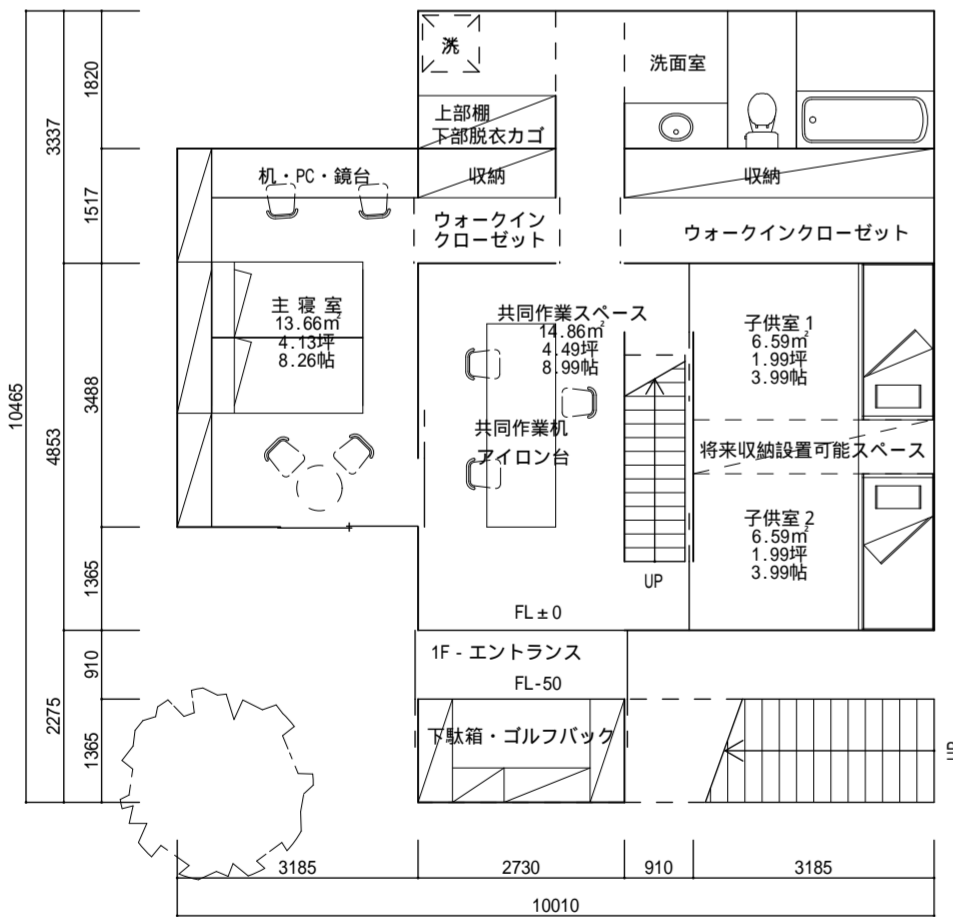 洗
洗面室
上部棚
下部脱衣カゴ
机・PC・鏡台
収納
収納
ウォークイン
クローゼット
ウォークインクローゼット
主 寝 室
13.66㎡
4.13坪
8.26帖
共同作業スペース
14.86㎡
4.49坪
8.99帖
子供室1
6.59㎡
1.99坪
3.99帖
共同作業机
アイロン台
将来収納設置可能スペース
子供室2
6.59㎡
1.99坪
3.99帖
UP
FL±0
1F - エントランス
FL-50
下駄箱・ゴルフバック
UP
10465
3337
4853
2275
1820
1517
3488
1365
910
1365
3185
2730
910
3185
10010